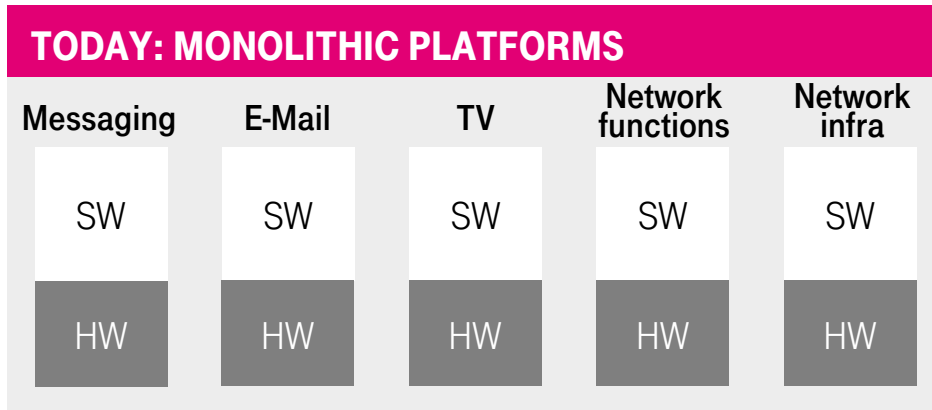 TODAY: MONOLITHIC PLATFORMS
Messaging
E-Mail
TV
Network
functions
Network
infra
SW
SW
SW
SW
SW
HW
HW
HW
HW
HW